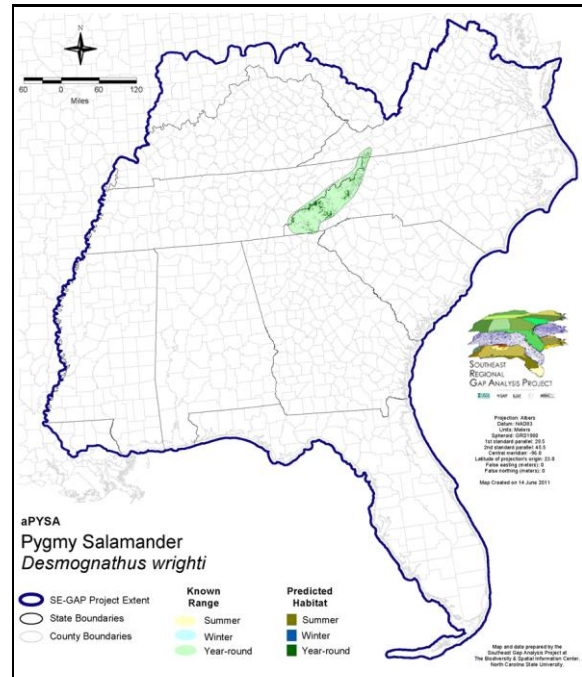 N
60 30 0 60 120
Miles
SOUTHEAST
REGIONAL
GAP ANALYSIS PROJECT
Projection: Albers
Datum: NAD83
Units: Meters
Spheroid: GRS1980
1st standard parallel: 29.5
2nd standard parallel: 45.5
Central meridian: -96.0
Latitude of projection's origin: 23.0
False easting (meters): 0
False northing (meters): 0
Map Created on 14 June 2011
aPYSA
Pygmy Salamander
Desmognathus wrighti
SE-GAP Project Extent
State Boundaries
County Boundaries
Known
Range
Summer
Winter
Year-round
Predicted
Habitat
Summer
Winter
Year-round
Map and data prepared by the
Southeast Gap Analysis Project at
The Biodiversity & Spatial Information Center,
North Carolina State University.